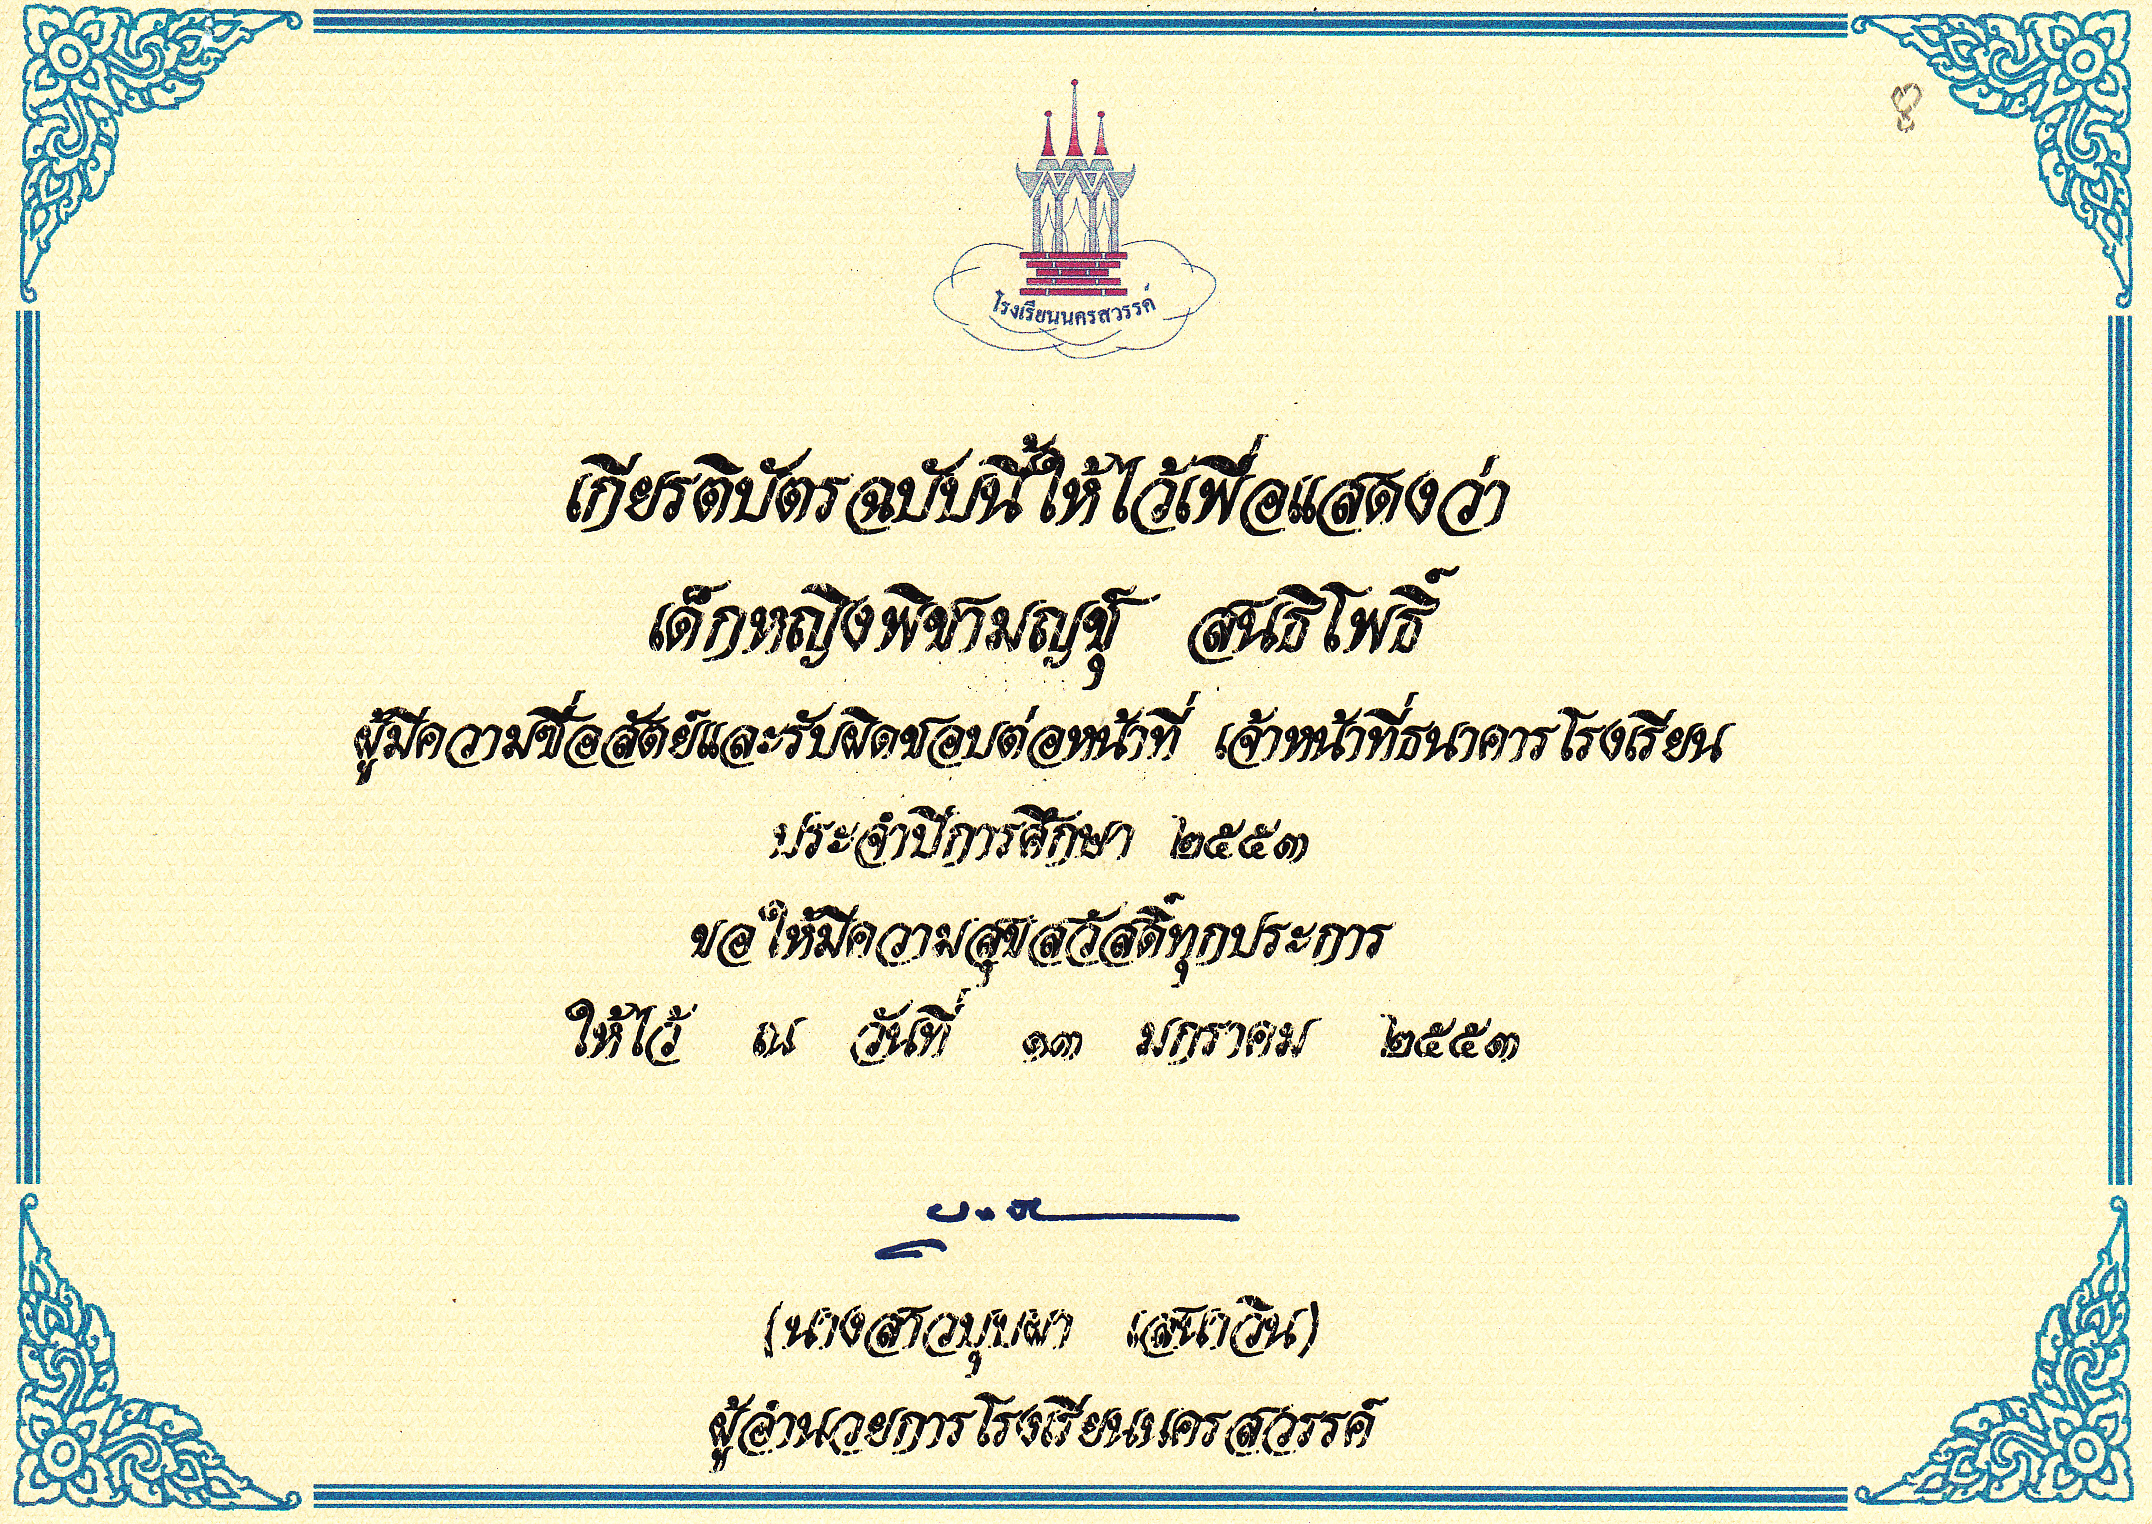 ๘
โรงเรียนนครสวรรค์
เกียรติบัตรฉบับนี้ให้ไว้เพื่อแสดงว่า
เด็กหญิงพิชามญชุ์ สนธิโพธิ์
ผู้มีความซื่อสัตย์และรับผิดชอบต่อหน้าที่ เจ้าหน้าที่ธนาคารโรงเรียน
ประจำปีการศึกษา ๒๕๕๓
ขอให้มีความสุขสวัสดิ์ทุกประการ
ให้ไว้ ณ วันที่ ๑๓ มกราคม ๒๕๕๓
(นางสาวบุบผา เสนาวิน)
ผู้อำนวยการโรงเรียนนครสวรรค์